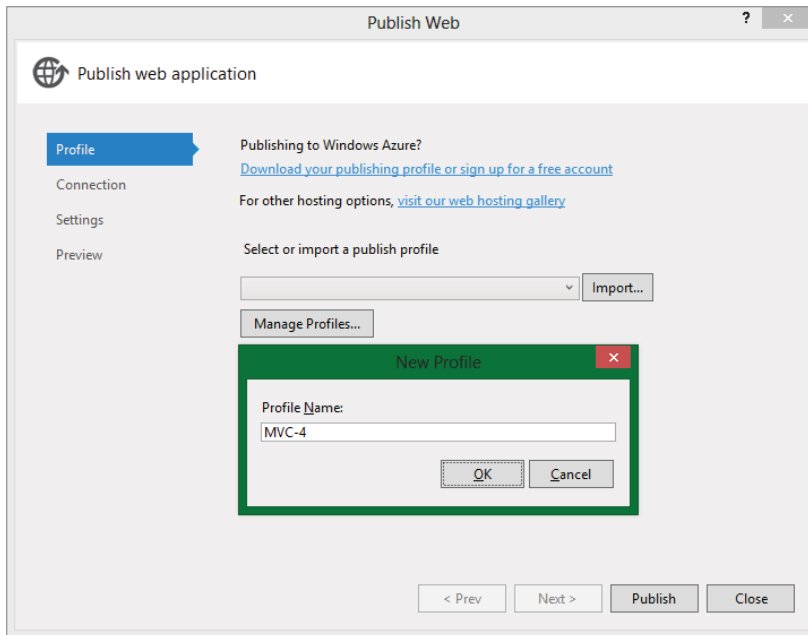 Publish Web
?
Publish web application
Profile
Connection
Settings
Preview
Publishing to Windows Azure?
Download your publishing profile or sign up for a free account
For other hosting options, visit our web hosting gallery
Select or import a publish profile
Import...
Manage Profiles...
New Profile
Profile Name:
MVC-4
OK Cancel
< Prev Next > Publish Close